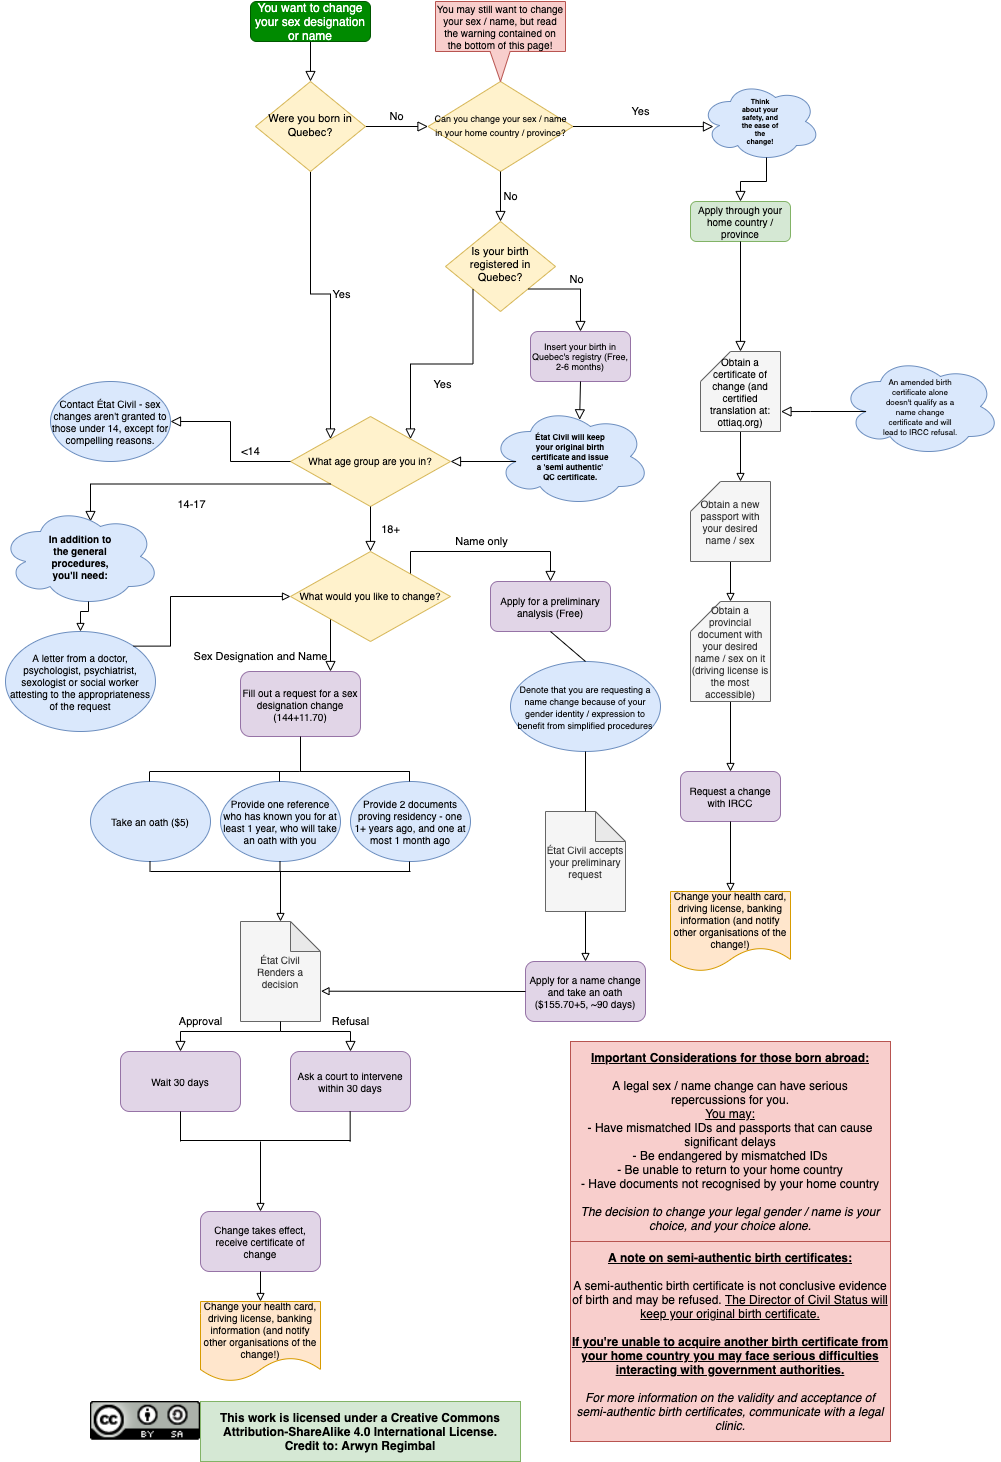 You want to change
your sex designation
or name
You may still want to change
your sex / name, but read
the warning contained on
the bottom of this page!
Were you born in
Quebec?
No
Can you change your sex / name
in your home country / province?
Yes
Think
about your
safety, and
the ease of
the
change!
No
Apply through your
home country /
province
Is your birth
registered in
Quebec?
No
Yes
Insert your birth in
Quebec's registry (Free,
2-6 months)
Yes
Obtain a
certificate of
change (and
certified
translation at:
ottiaq.org)
An amended birth
certificate alone
doesn't qualify as a
name change
certificate and will
lead to IRCC refusal.
Contact État Civil - sex
changes aren't granted to
those under 14, except for
compelling reasons.
<14
What age group are you in?
État Civil will keep
your original birth
certificate and issue
a 'semi authentic'
QC certificate.
14-17
18+
Obtain a new
passport with
your desired
name / sex
In addition to
the general
procedures,
you'll need:
Name only
What would you like to change?
Apply for a preliminary
analysis (Free)
Obtain a
provincial
document with
your desired
name / sex on it
(driving license is
the most
accessible)
A letter from a doctor,
psychologist, psychiatrist,
sexologist or social worker
attesting to the appropriateness
of the request
Sex Designation and Name
Fill out a request for a sex
designation change
(144+11.70)
Denote that you are requesting a
name change because of your
gender identity / expression to
benefit from simplified procedures
Request a change
with IRCC
Take an oath ($5)
Provide one reference
who has known you for at
least 1 year, who will take
an oath with you
Provide 2 documents
proving residency - one
1+ years ago, and one at
most 1 month ago
État Civil accepts
your preliminary
request
Change your health card,
driving license, banking
information (and notify
other organisations of the
change!)
État Civil
Renders a
decision
Apply for a name change
and take an oath
($155.70+5, ~90 days)
Approval
Refusal
Wait 30 days
Ask a court to intervene
within 30 days
Change takes effect,
receive certificate of
change
Change your health card,
driving license, banking
information (and notify
other organisations of the
change!)
Important Considerations for those born abroad:
A legal sex / name change can have serious
repercussions for you.
You may:
- Have mismatched IDs and passports that can cause
significant delays
- Be endangered by mismatched IDs
- Be unable to return to your home country
- Have documents not recognised by your home country
The decision to change your legal gender / name is your
choice, and your choice alone.
A note on semi-authentic birth certificates:
A semi-authentic birth certificate is not conclusive evidence
of birth and may be refused. The Director of Civil Status will
keep your original birth certificate.
If you're unable to acquire another birth certificate from
your home country you may face serious difficulties
interacting with government authorities.
For more information on the validity and acceptance of
semi-authentic birth certificates, communicate with a legal
clinic.
cc
BY SA
This work is licensed under a Creative Commons
Attribution-ShareAlike 4.0 International License.
Credit to: Arwyn Regimbal